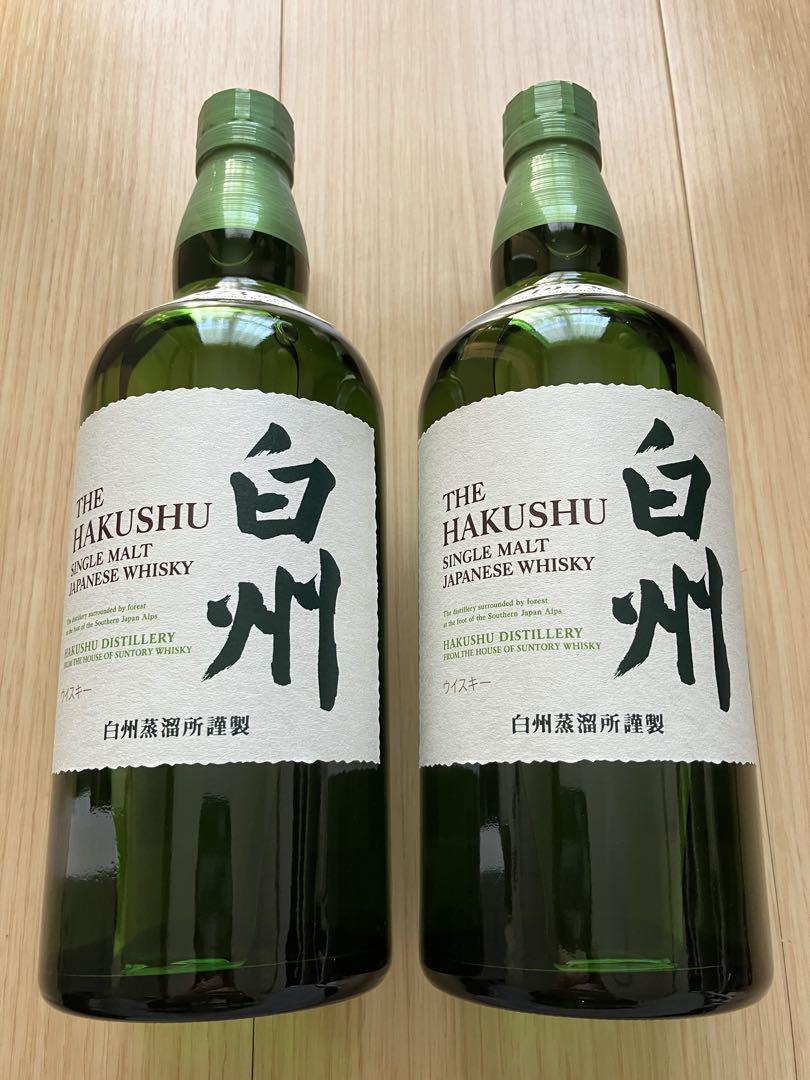 THE
HAKUSHU
SINGLE MALT
JAPANESE WHISKY
The distillery surrounded by forest
at the foot of the Southern Japan Alps
HAKUSHU DISTILLERY
FROM THE HOUSE OF SUNTORY WHISKY
ウイスキー
白州
白州蒸溜所謹製
1973
THE
HAKUSHU
SINGLE MALT
JAPANESE WHISKY
The distillery surrounded by forest
at the foot of the Southern Japan Alps
HAKUSHU DISTILLERY
FROM THE HOUSE OF SUNTORY WHISKY
ウイスキー
白州
白州蒸溜所謹製